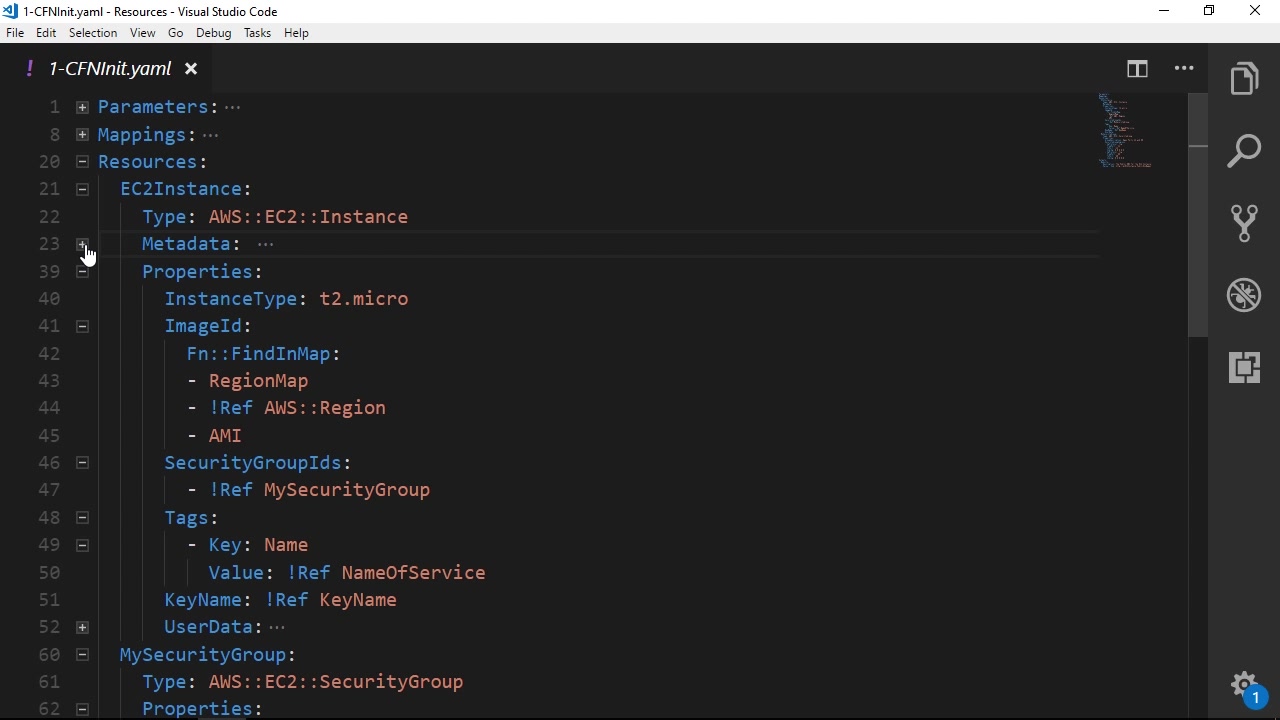 1-CFNInit.yaml - Resources - Visual Studio Code
File Edit Selection View Go Debug Tasks Help
! 1-CFNInit.yaml
1 Parameters: ...
8 Mappings: ...
20 Resources:
21 EC2Instance:
22 Type: AWS::EC2::Instance
23 Metadata: ...
39 Properties:
40 InstanceType: t2.micro
41 ImageId:
42 Fn::FindInMap:
43 - RegionMap
44 - !Ref AWS::Region
45 - AMI
46 SecurityGroupIds:
47 - !Ref MySecurityGroup
48 Tags:
49 - Key: Name
50 Value: !Ref NameOfService
51 KeyName: !Ref KeyName
52 UserData: ...
60 MySecurityGroup:
61 Type: AWS::EC2::SecurityGroup
62 Properties:
1